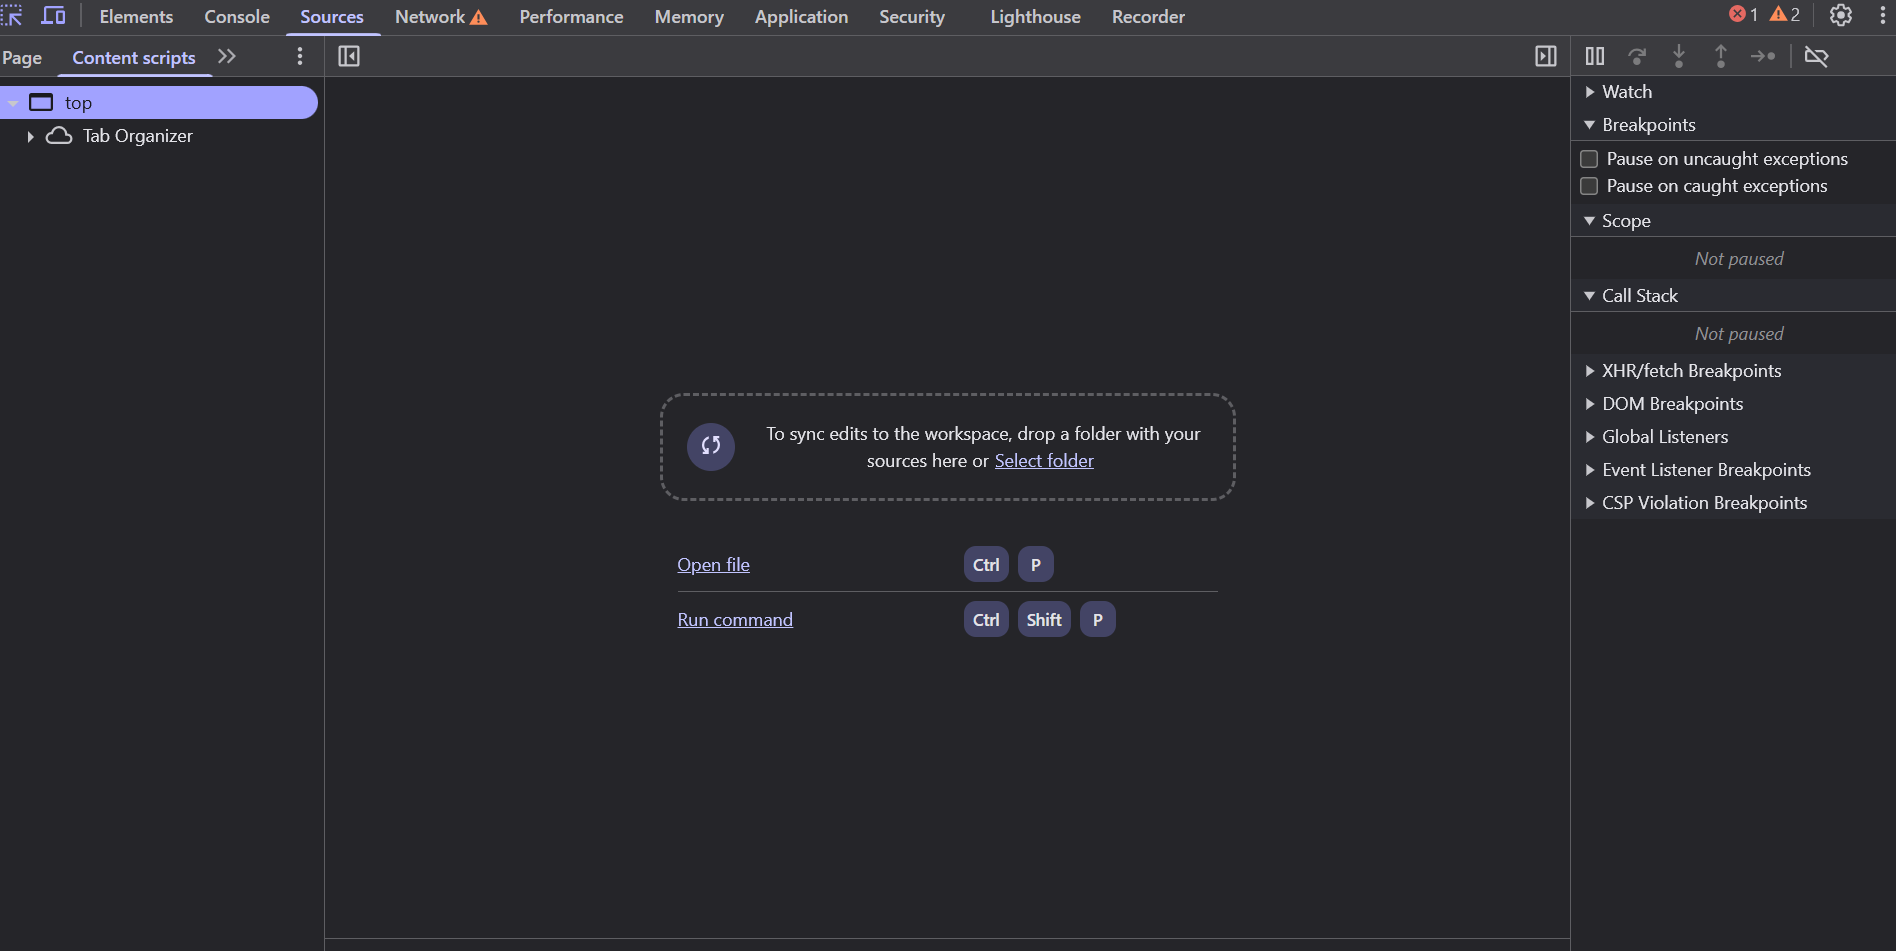 Elements Console Sources Network Performance Memory Application Security Lighthouse Recorder 1 2
Page Content scripts
top
Tab Organizer
To sync edits to the workspace, drop a folder with your
sources here or Select folder
Open file Ctrl P
Run command Ctrl Shift P
Watch
Breakpoints
Pause on uncaught exceptions
Pause on caught exceptions
Scope
Not paused
Call Stack
Not paused
XHR/fetch Breakpoints
DOM Breakpoints
Global Listeners
Event Listener Breakpoints
CSP Violation Breakpoints